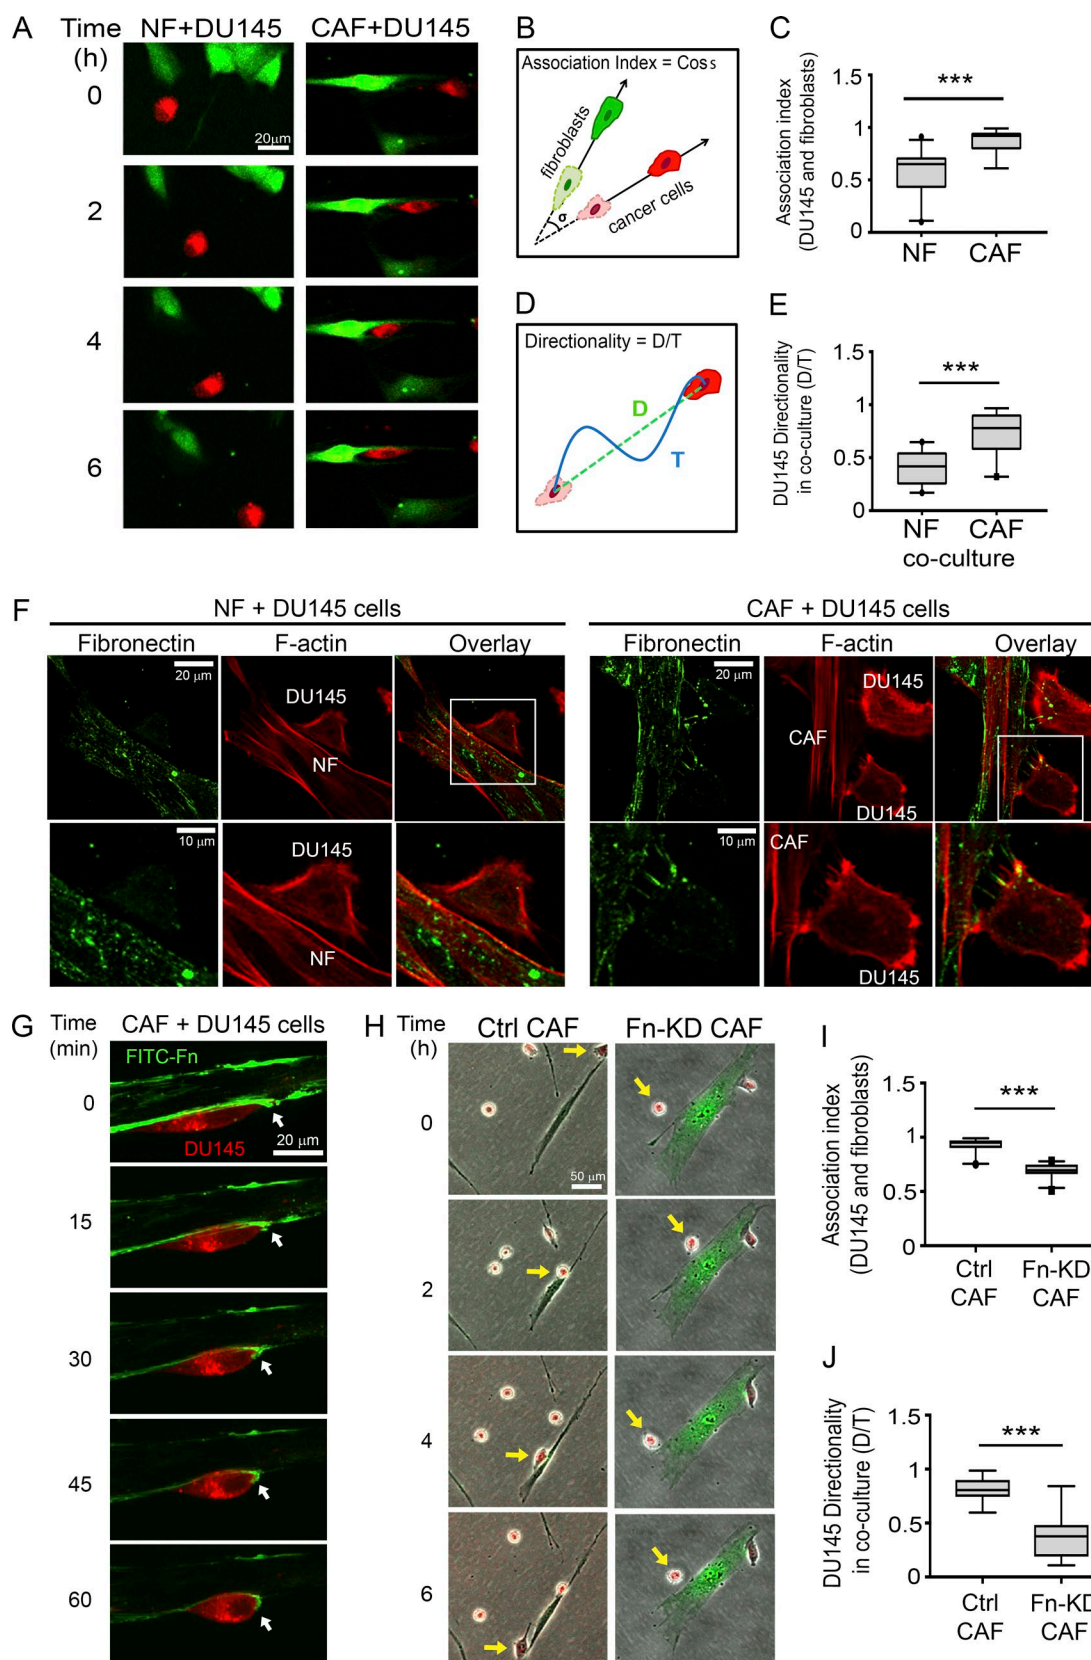 A
Time
(h)
NF+DU145
CAF+DU145
0
20μm
2
4
6
B
Association Index = Cos s
fibroblasts
cancer cells
σ
C
Association index
(DU145 and fibroblasts)
1.5
1
0.5
0
***
NF
CAF
D
Directionality = D/T
D
T
E
DU145 Directionality
in co-culture (D/T)
1.5
1
0.5
0
***
NF
CAF
co-culture
F
NF + DU145 cells
CAF + DU145 cells
Fibronectin
F-actin
Overlay
Fibronectin
F-actin
Overlay
20 μm
DU145
NF
20 μm
DU145
CAF
DU145
10 μm
DU145
NF
10 μm
CAF
DU145
G
Time
(min)
CAF + DU145 cells
FITC-Fn
0
DU145
20 μm
15
30
45
60
H
Time
(h)
Ctrl CAF
Fn-KD CAF
0
50 μm
2
4
6
I
Association index
(DU145 and fibroblasts)
1.5
1
0.5
0
***
Ctrl
CAF
Fn-KD
CAF
J
DU145 Directionality
in co-culture (D/T)
1.5
1
0.5
0
***
Ctrl
CAF
Fn-KD
CAF